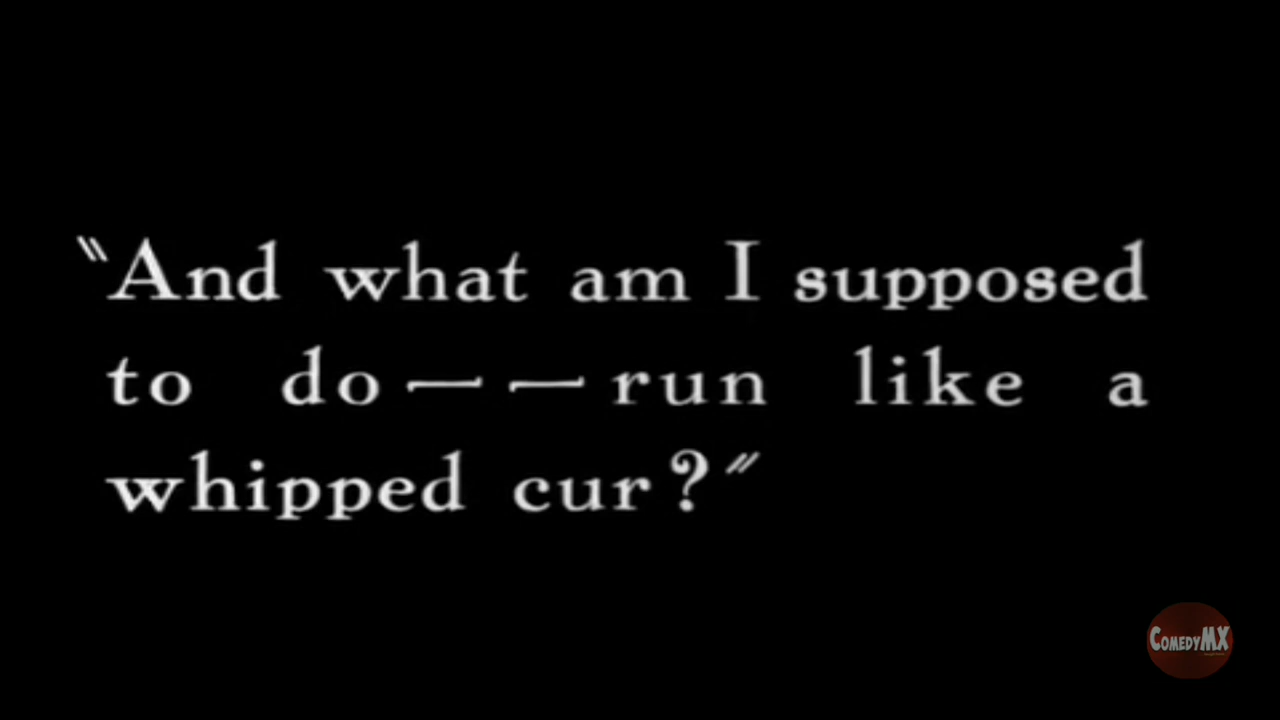 "And what am I supposed
to do——run like a
whipped cur?"
COMEDYMX